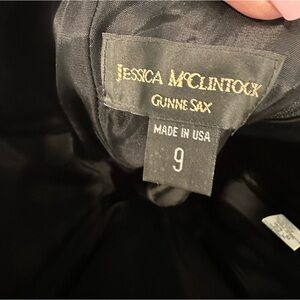 JESSICA McCLINTOCK
GUNNE SAX
MADE IN USA
9